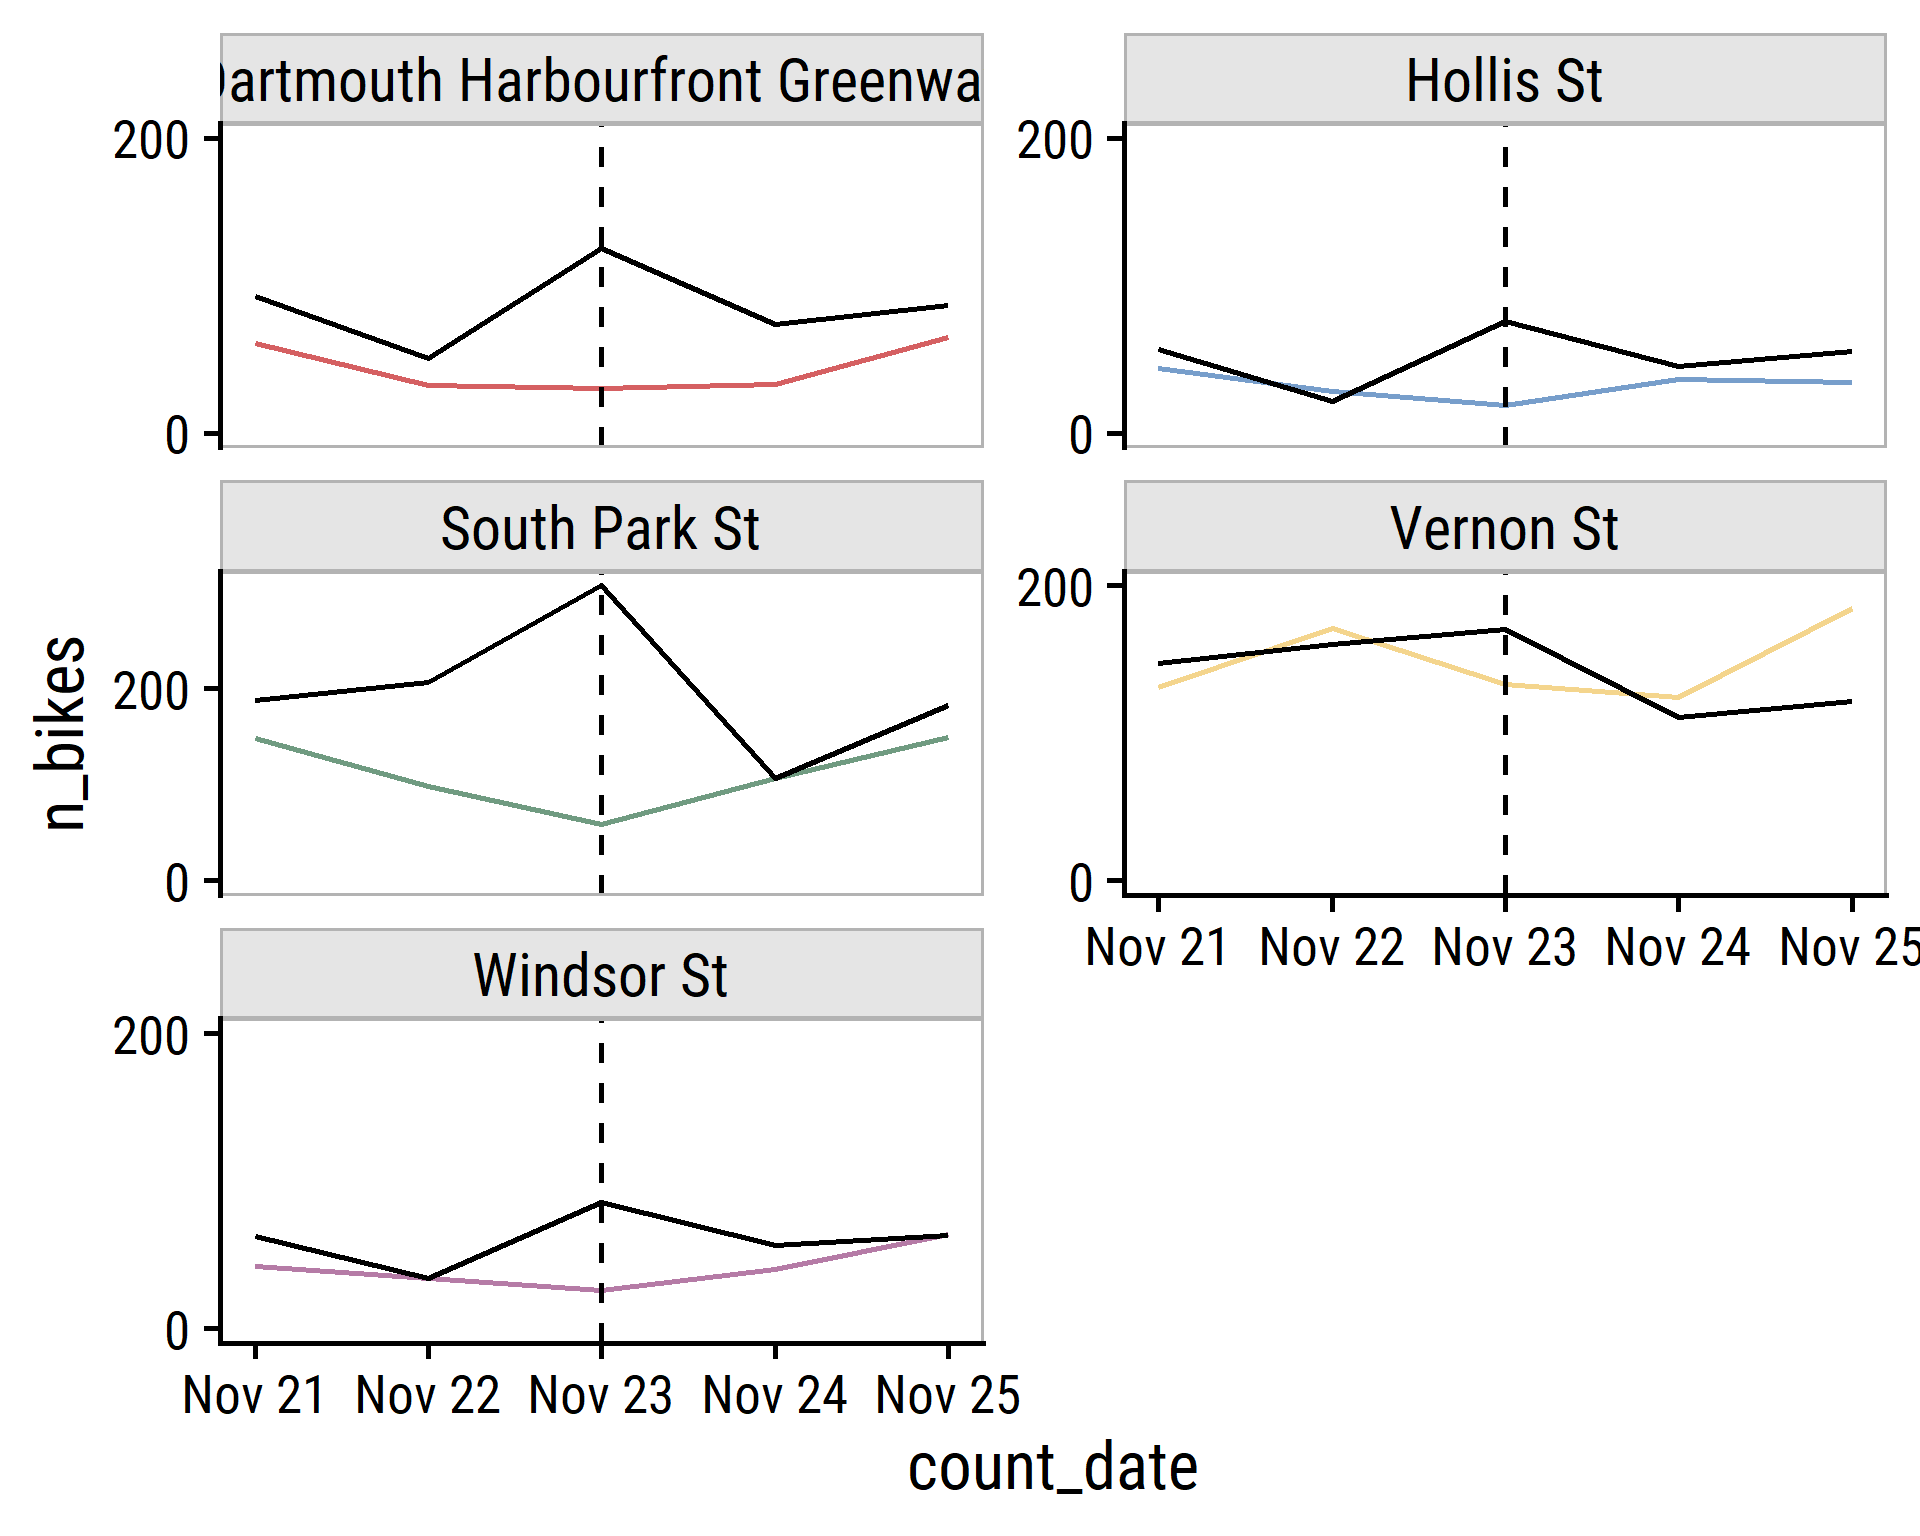 Dartmouth Harbourfront Greenwa
Hollis St
200
0
200
0
South Park St
Vernon St
200
0
200
0
Nov 21 Nov 22 Nov 23 Nov 24 Nov 25
Windsor St
200
0
Nov 21 Nov 22 Nov 23 Nov 24 Nov 25
n_bikes
count_date